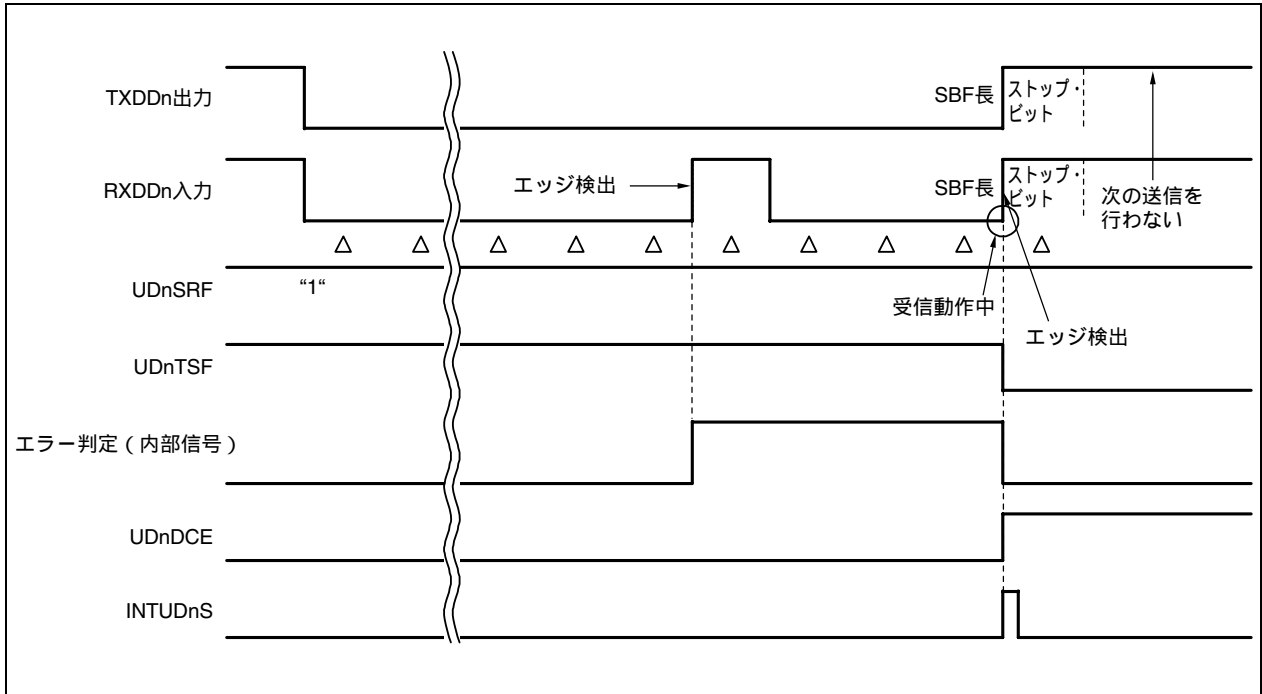 TXDDn出力
SBF長
ストップ・
ビット
RXDDn入力
エッジ検出
SBF長
ストップ・
ビット
次の送信を
行わない
UDnSRF
“1“
受信動作中
エッジ検出
UDnTSF
エラー判定（内部信号）
UDnDCE
INTUDnS